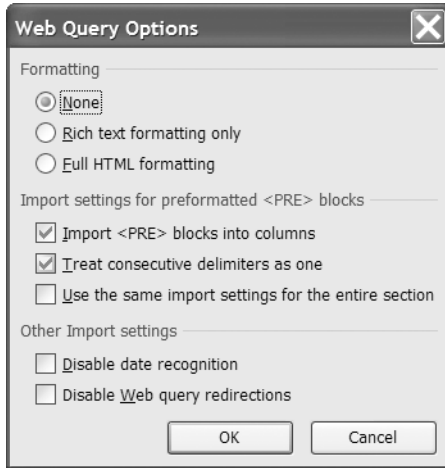 Web Query Options
Formatting
None
Rich text formatting only
Full HTML formatting
Import settings for preformatted <PRE> blocks
Import <PRE> blocks into columns
Treat consecutive delimiters as one
Use the same import settings for the entire section
Other Import settings
Disable date recognition
Disable Web query redirections
OK Cancel